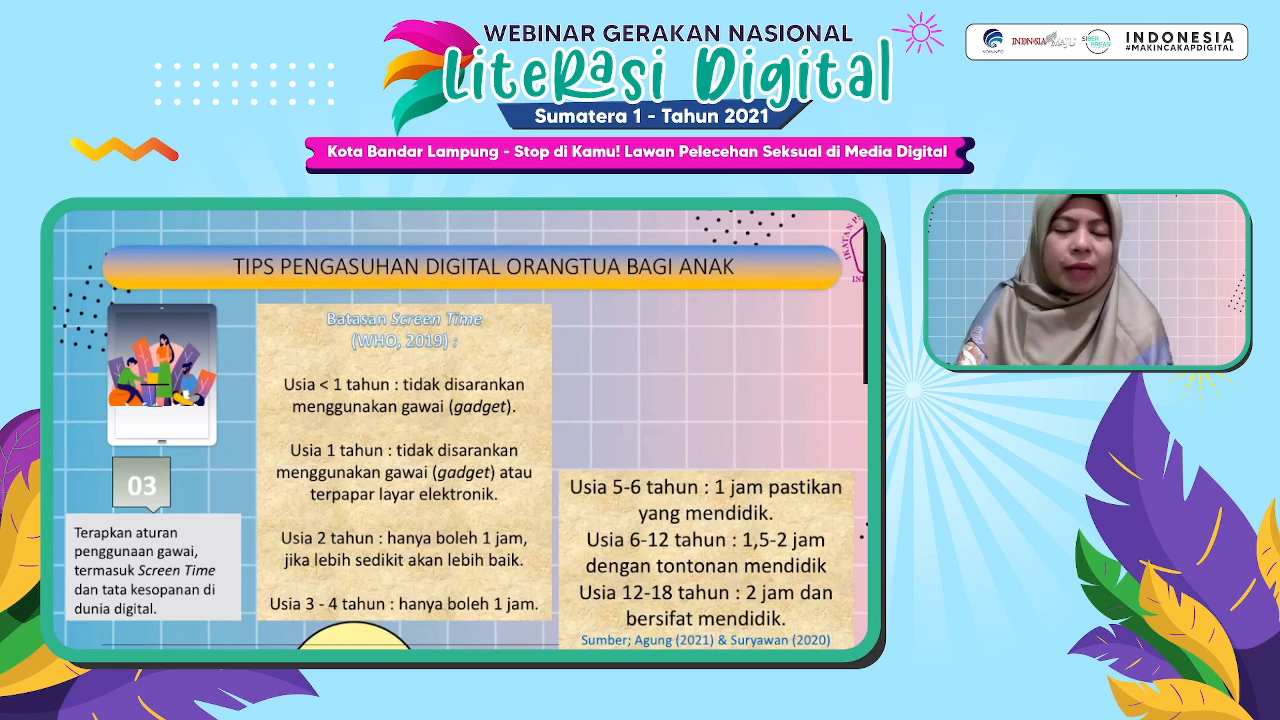 WEBINAR GERAKAN NASIONAL
Literasi Digital
Sumatera 1 - Tahun 2021
Kota Bandar Lampung - Stop di Kamu! Lawan Pelecehan Seksual di Media Digital
KOMINFO
INDONESIA MAJU
SIBER KREASI
INDONESIA
#MAKINCAKAPDIGITAL
TIPS PENGASUHAN DIGITAL ORANGTUA BAGI ANAK
03
Terapkan aturan
penggunaan gawai,
termasuk Screen Time
dan tata kesopanan di
dunia digital.
Batasan Screen Time
(WHO, 2019) :
Usia < 1 tahun : tidak disarankan
menggunakan gawai (gadget).
Usia 1 tahun : tidak disarankan
menggunakan gawai (gadget) atau
terpapar layar elektronik.
Usia 2 tahun : hanya boleh 1 jam,
jika lebih sedikit akan lebih baik.
Usia 3 - 4 tahun : hanya boleh 1 jam.
Usia 5-6 tahun : 1 jam pastikan
yang mendidik.
Usia 6-12 tahun : 1,5-2 jam
dengan tontonan mendidik
Usia 12-18 tahun : 2 jam dan
bersifat mendidik.
Sumber; Agung (2021) & Suryawan (2020)